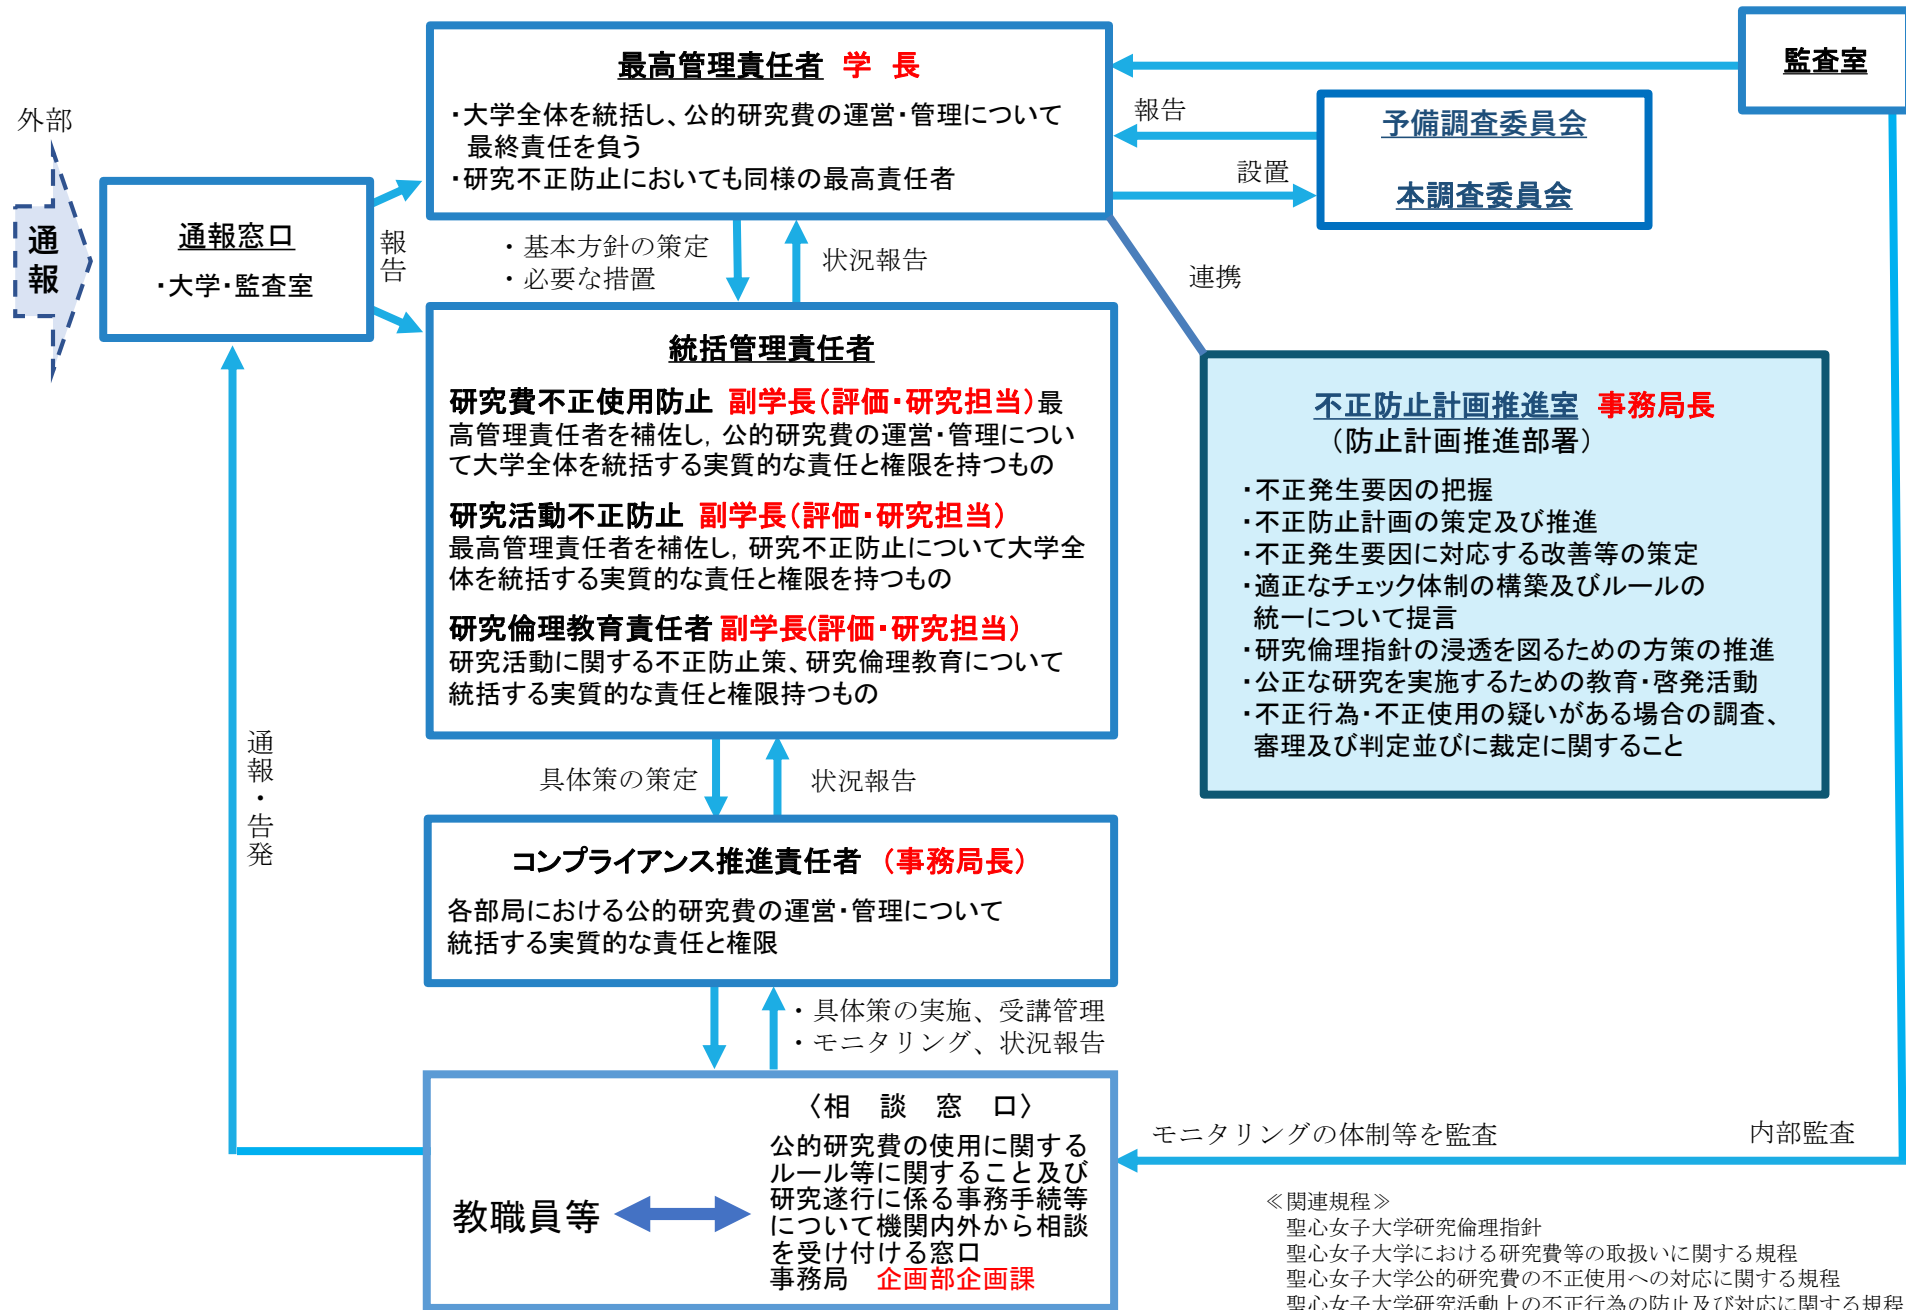 最高管理責任者 学 長
・大学全体を統括し、公的研究費の運営・管理について
最終責任を負う
・研究不正防止においても同様の最高責任者
監査室
報告
予備調査委員会
設置
本調査委員会
外部
通報
通報窓口
・大学・監査室
報告
・基本方針の策定
・必要な措置
状況報告
連携
統括管理責任者
研究費不正使用防止 副学長(評価・研究担当)最
高管理責任者を補佐し,公的研究費の運営・管理につい
て大学全体を統括する実質的な責任と権限を持つもの
研究活動不正防止 副学長(評価・研究担当)
最高管理責任者を補佐し,研究不正防止について大学全
体を統括する実質的な責任と権限を持つもの
研究倫理教育責任者 副学長(評価・研究担当)
研究活動に関する不正防止策、研究倫理教育について
統括する実質的な責任と権限持つもの
不正防止計画推進室 事務局長
(防止計画推進部署)
・不正発生要因の把握
・不正防止計画の策定及び推進
・不正発生要因に対応する改善等の策定
・適正なチェック体制の構築及びルールの
統一について提言
・研究倫理指針の浸透を図るための方策の推進
・公正な研究を実施するための教育・啓発活動
・不正行為・不正使用の疑いがある場合の調査、
審理及び判定並びに裁定に関すること
通報・告発
具体策の策定
状況報告
コンプライアンス推進責任者 (事務局長)
各部局における公的研究費の運営・管理について
統括する実質的な責任と権限
・具体策の実施、受講管理
・モニタリング、状況報告
教職員等
〈相 談 窓 口〉
公的研究費の使用に関する
ルール等に関すること及び
研究遂行に係る事務手続等
について機関内外から相談
を受け付ける窓口
事務局 企画部企画課
モニタリングの体制等を監査
内部監査
≪関連規程≫
聖心女子大学研究倫理指針
聖心女子大学における研究費等の取扱いに関する規程
聖心女子大学公的研究費の不正使用への対応に関する規程
聖心女子大学研究活動上の不正行為の防止及び対応に関する規程